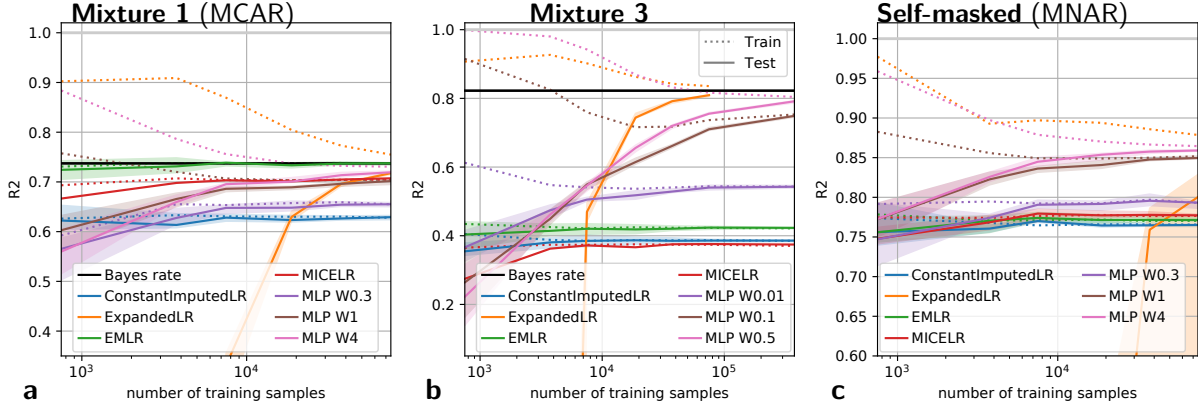 Mixture 1 (MCAR)
1.0
0.9
0.8
0.7
0.6
0.5
0.4
R2
Bayes rate
ConstantImputedLR
ExpandedLR
EMLR
MICELR
MLP W0.3
MLP W1
MLP W4
10³
10⁴
number of training samples
a
Mixture 3
1.0
0.8
0.6
0.4
0.2
R2
Train
Test
Bayes rate
ConstantImputedLR
ExpandedLR
EMLR
MICELR
MLP W0.01
MLP W0.1
MLP W0.5
10³
10⁴
10⁵
number of training samples
b
Self-masked (MNAR)
1.00
0.95
0.90
0.85
0.80
0.75
0.70
0.65
0.60
R2
ConstantImputedLR
ExpandedLR
EMLR
MICELR
MLP W0.3
MLP W1
MLP W4
10³
10⁴
number of training samples
c